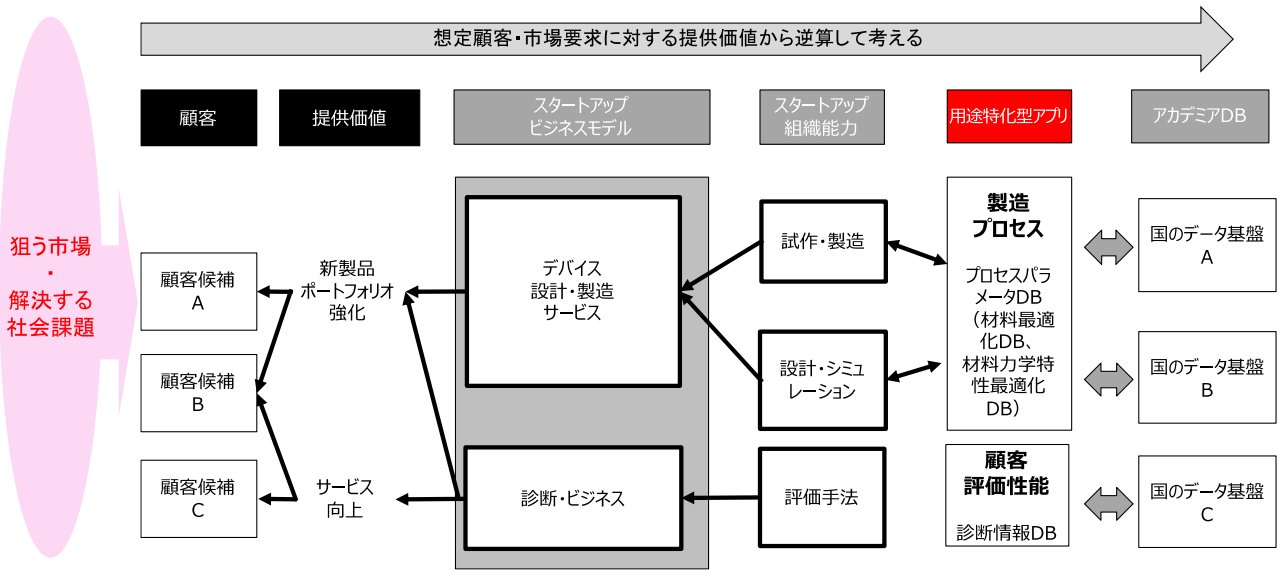 想定顧客・市場要求に対する提供価値から逆算して考える
顧客
提供価値
スタートアップ
ビジネスモデル
スタートアップ
組織能力
用途特化型アプリ
アカデミアDB
狙う市場
・
解決する
社会課題
顧客候補
A
顧客候補
B
顧客候補
C
新製品
ポートフォリオ
強化
サービス
向上
デバイス
設計・製造
サービス
診断・ビジネス
試作・製造
設計・シミュ
レーション
評価手法
製造
プロセス
プロセスパラ
メータDB
（材料最適
化DB、
材料力学特
性最適化
DB）
顧客
評価性能
診断情報DB
国のデータ基盤
A
国のデータ基盤
B
国のデータ基盤
C